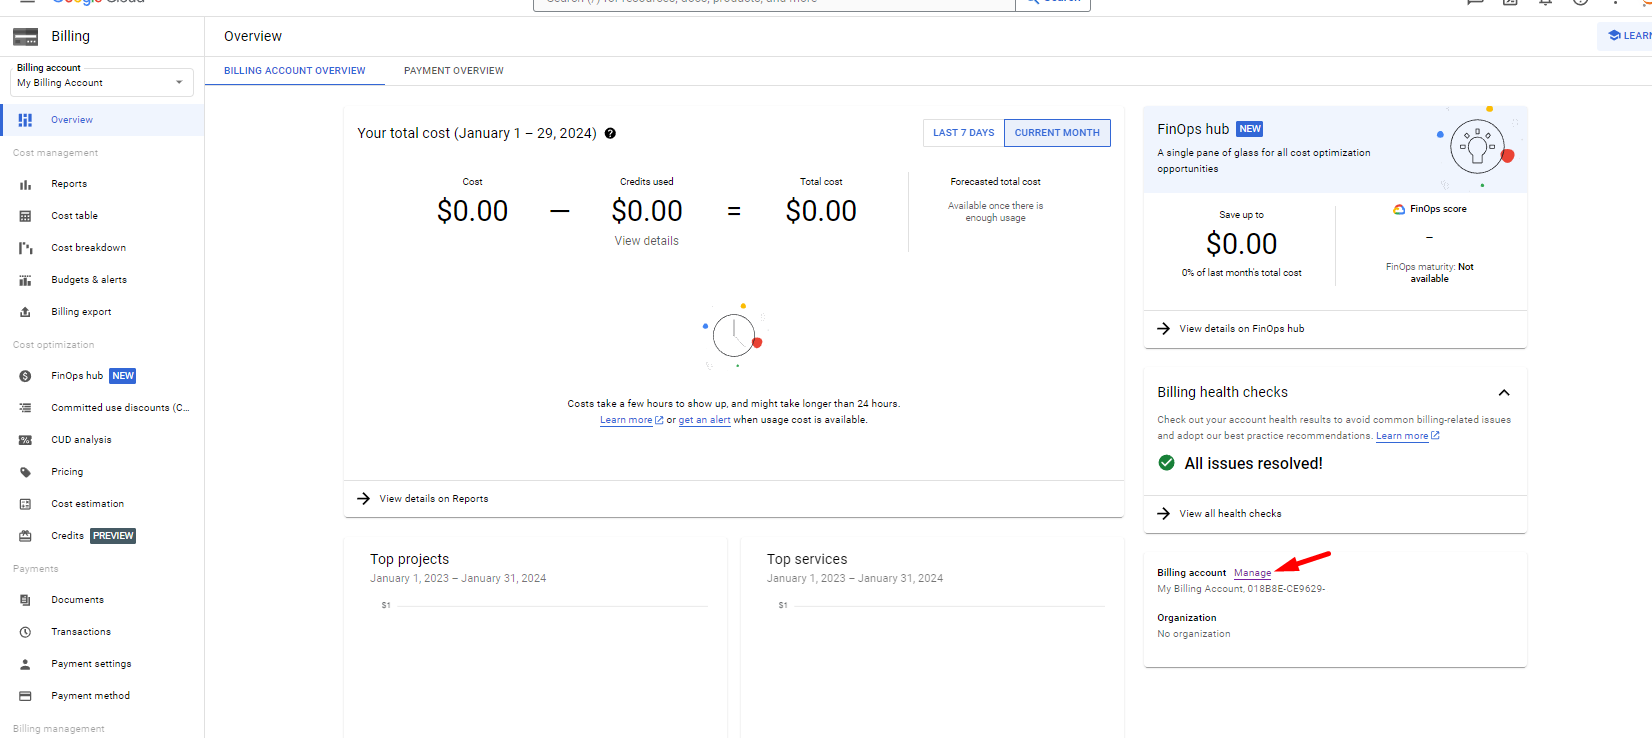 Billing
Billing account
My Billing Account
Overview
Cost management
Reports
Cost table
Cost breakdown
Budgets & alerts
Billing export
Cost optimization
FinOps hub NEW
Committed use discounts (C...
CUD analysis
Pricing
Cost estimation
Credits PREVIEW
Payments
Documents
Transactions
Payment settings
Payment method
Billing management
Overview
LEARN
BILLING ACCOUNT OVERVIEW
PAYMENT OVERVIEW
Your total cost (January 1 – 29, 2024)
LAST 7 DAYS
CURRENT MONTH
Cost
$0.00
—
Credits used
$0.00
View details
=
Total cost
$0.00
Forecasted total cost
Available once there is
enough usage
Costs take a few hours to show up, and might take longer than 24 hours.
Learn more or get an alert when usage cost is available.
View details on Reports
Top projects
January 1, 2023 – January 31, 2024
$1
Top services
January 1, 2023 – January 31, 2024
$1
FinOps hub NEW
A single pane of glass for all cost optimization
opportunities
Save up to
$0.00
0% of last month's total cost
FinOps score
–
FinOps maturity: Not
available
View details on FinOps hub
Billing health checks
Check out your account health results to avoid common billing-related issues
and adopt our best practice recommendations. Learn more
All issues resolved!
View all health checks
Billing account Manage
My Billing Account, 018B8E-CE9629-
Organization
No organization